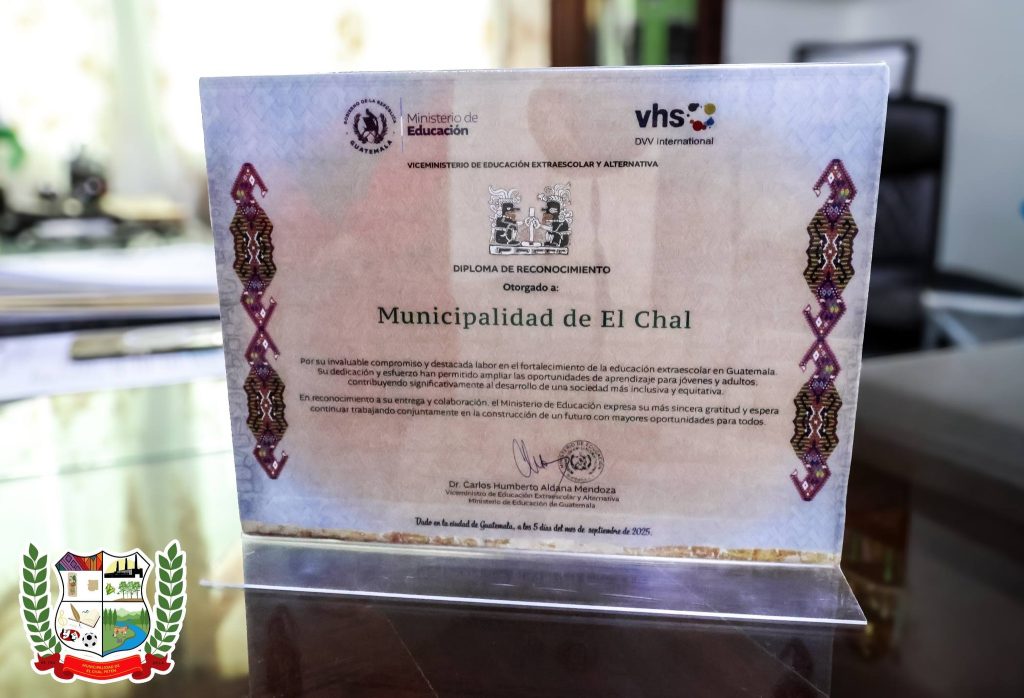 GOBIERNO DE LA REPÚBLICA
GUATEMALA
Ministerio de
Educación
vhs
DVV International
VICEMINISTERIO DE EDUCACIÓN EXTRAESCOLAR Y ALTERNATIVA
DIPLOMA DE RECONOCIMIENTO
Otorgado a:
Municipalidad de El Chal
Por su invaluable compromiso y destacada labor en el fortalecimiento de la educación extraescolar en Guatemala.
Su dedicación y esfuerzo han permitido ampliar las oportunidades de aprendizaje para jóvenes y adultos,
contribuyendo significativamente al desarrollo de una sociedad más inclusiva y equitativa.
En reconocimiento a su entrega y colaboración, el Ministerio de Educación expresa su más sincera gratitud y espera
continuar trabajando conjuntamente en la construcción de un futuro con mayores oportunidades para todos.
Dr. Carlos Humberto Aldana Mendoza
Viceministro de Educación Extraescolar y Alternativa
Ministerio de Educación de Guatemala
Dado en la ciudad de Guatemala, a los 5 días del mes de septiembre de 2025.
MUNICIPALIDAD DE
EL CHAL, PETÉN